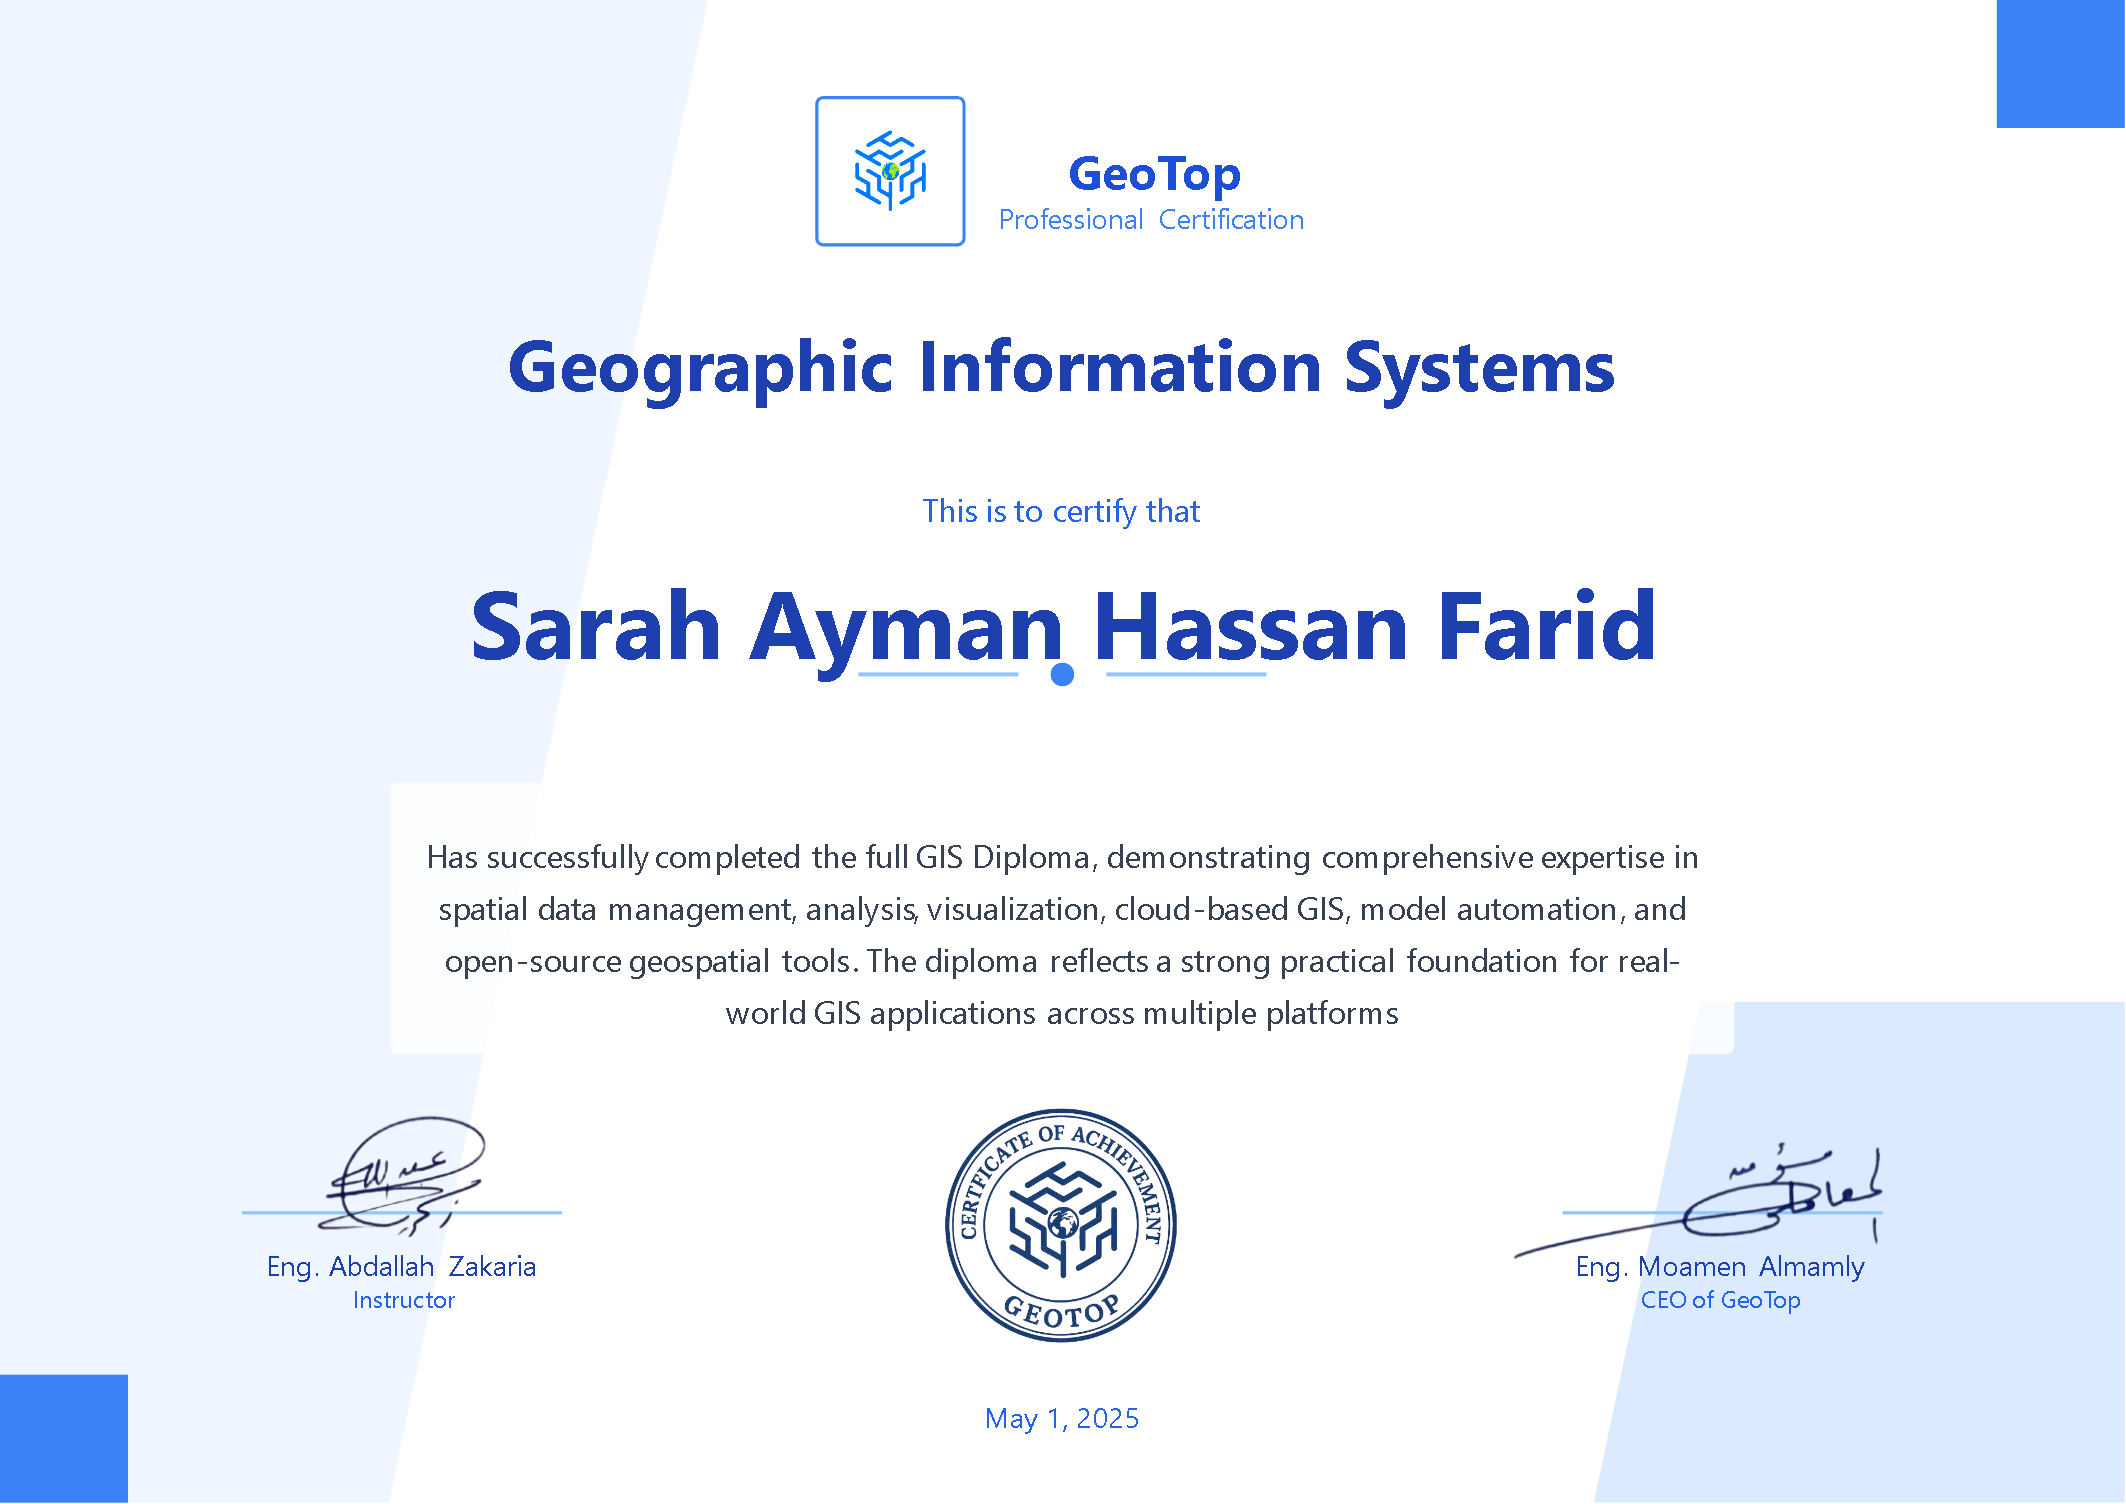 GeoTop
Professional Certification
Geographic Information Systems
This is to certify that
Sarah Ayman Hassan Farid
Has successfully completed the full GIS Diploma, demonstrating comprehensive expertise in
spatial data management, analysis, visualization, cloud-based GIS, model automation, and
open-source geospatial tools. The diploma reflects a strong practical foundation for real-
world GIS applications across multiple platforms
عبدالله
زكريا
Eng. Abdallah Zakaria
Instructor
CERTFICATE OF ACHIEVEMENT
GEOTOP
Eng. Moamen Almamly
CEO of GeoTop
May 1, 2025